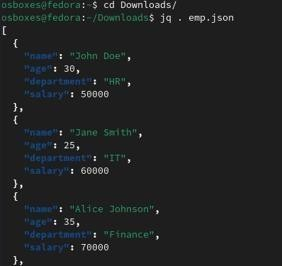 osboxes@fedora:~$ cd Downloads/
osboxes@fedora:~/Downloads$ jq . emp.json
[
  {
    "name": "John Doe",
    "age": 30,
    "department": "HR",
    "salary": 50000
  },
  {
    "name": "Jane Smith",
    "age": 25,
    "department": "IT",
    "salary": 60000
  },
  {
    "name": "Alice Johnson",
    "age": 35,
    "department": "Finance",
    "salary": 70000
  },